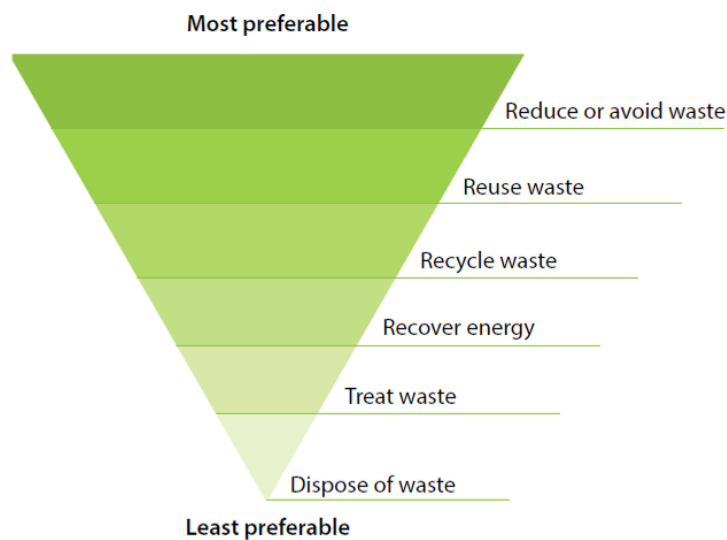 Most preferable
Reduce or avoid waste
Reuse waste
Recycle waste
Recover energy
Treat waste
Dispose of waste
Least preferable